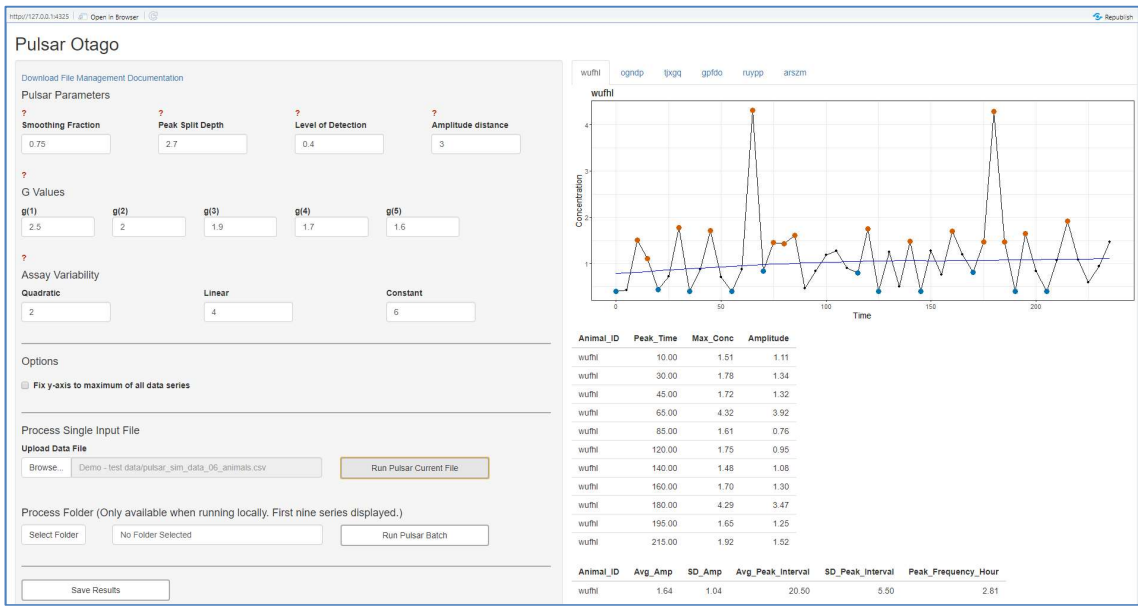 http://127.0.0.1:4325 Open in Browser Republish
Pulsar Otago
Download File Management Documentation
Pulsar Parameters
? ? ? ?
Smoothing Fraction Peak Split Depth Level of Detection Amplitude distance
0.75 2.7 0.4 3
?
G Values
g(1) g(2) g(3) g(4) g(5)
2.5 2 1.9 1.7 1.6
?
Assay Variability
Quadratic Linear Constant
2 4 6
Options
Fix y-axis to maximum of all data series
Process Single Input File
Upload Data File
Browse... Demo - test data/pulsar_sim_data_06_animals.csv Run Pulsar Current File
Process Folder (Only available when running locally. First nine series displayed.)
Select Folder No Folder Selected Run Pulsar Batch
Save Results
wufhl ogndp tjxgq gpfdo ruypp arszm
wufhl
Concentration
4
3
2
1
0 50 100 150 200
Time
Animal_ID Peak_Time Max_Conc Amplitude
wufhl 10.00 1.51 1.11
wufhl 30.00 1.78 1.34
wufhl 45.00 1.72 1.32
wufhl 65.00 4.32 3.92
wufhl 85.00 1.61 0.76
wufhl 120.00 1.75 0.95
wufhl 140.00 1.48 1.08
wufhl 160.00 1.70 1.30
wufhl 180.00 4.29 3.47
wufhl 195.00 1.65 1.25
wufhl 215.00 1.92 1.52
Animal_ID Avg_Amp SD_Amp Avg_Peak_Interval SD_Peak_Interval Peak_Frequency_Hour
wufhl 1.64 1.04 20.50 5.50 2.81